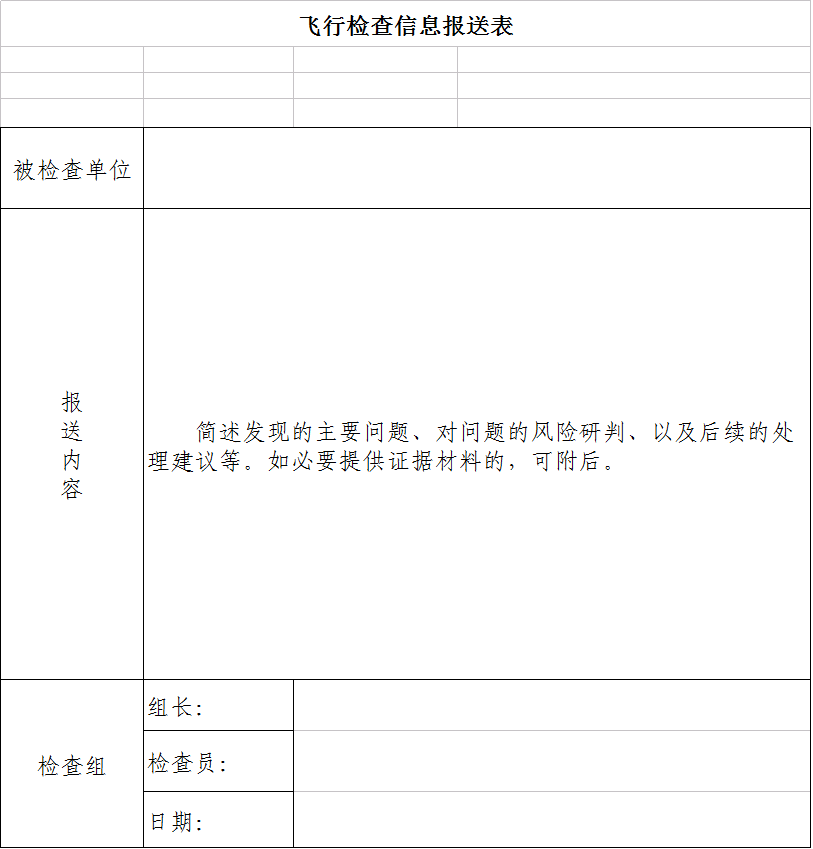 飞行检查信息报送表
被检查单位
报
送
内
容
简述发现的主要问题、对问题的风险研判、以及后续的处
理建议等。如必要提供证据材料的，可附后。
检查组
组长：
检查员：
日期：